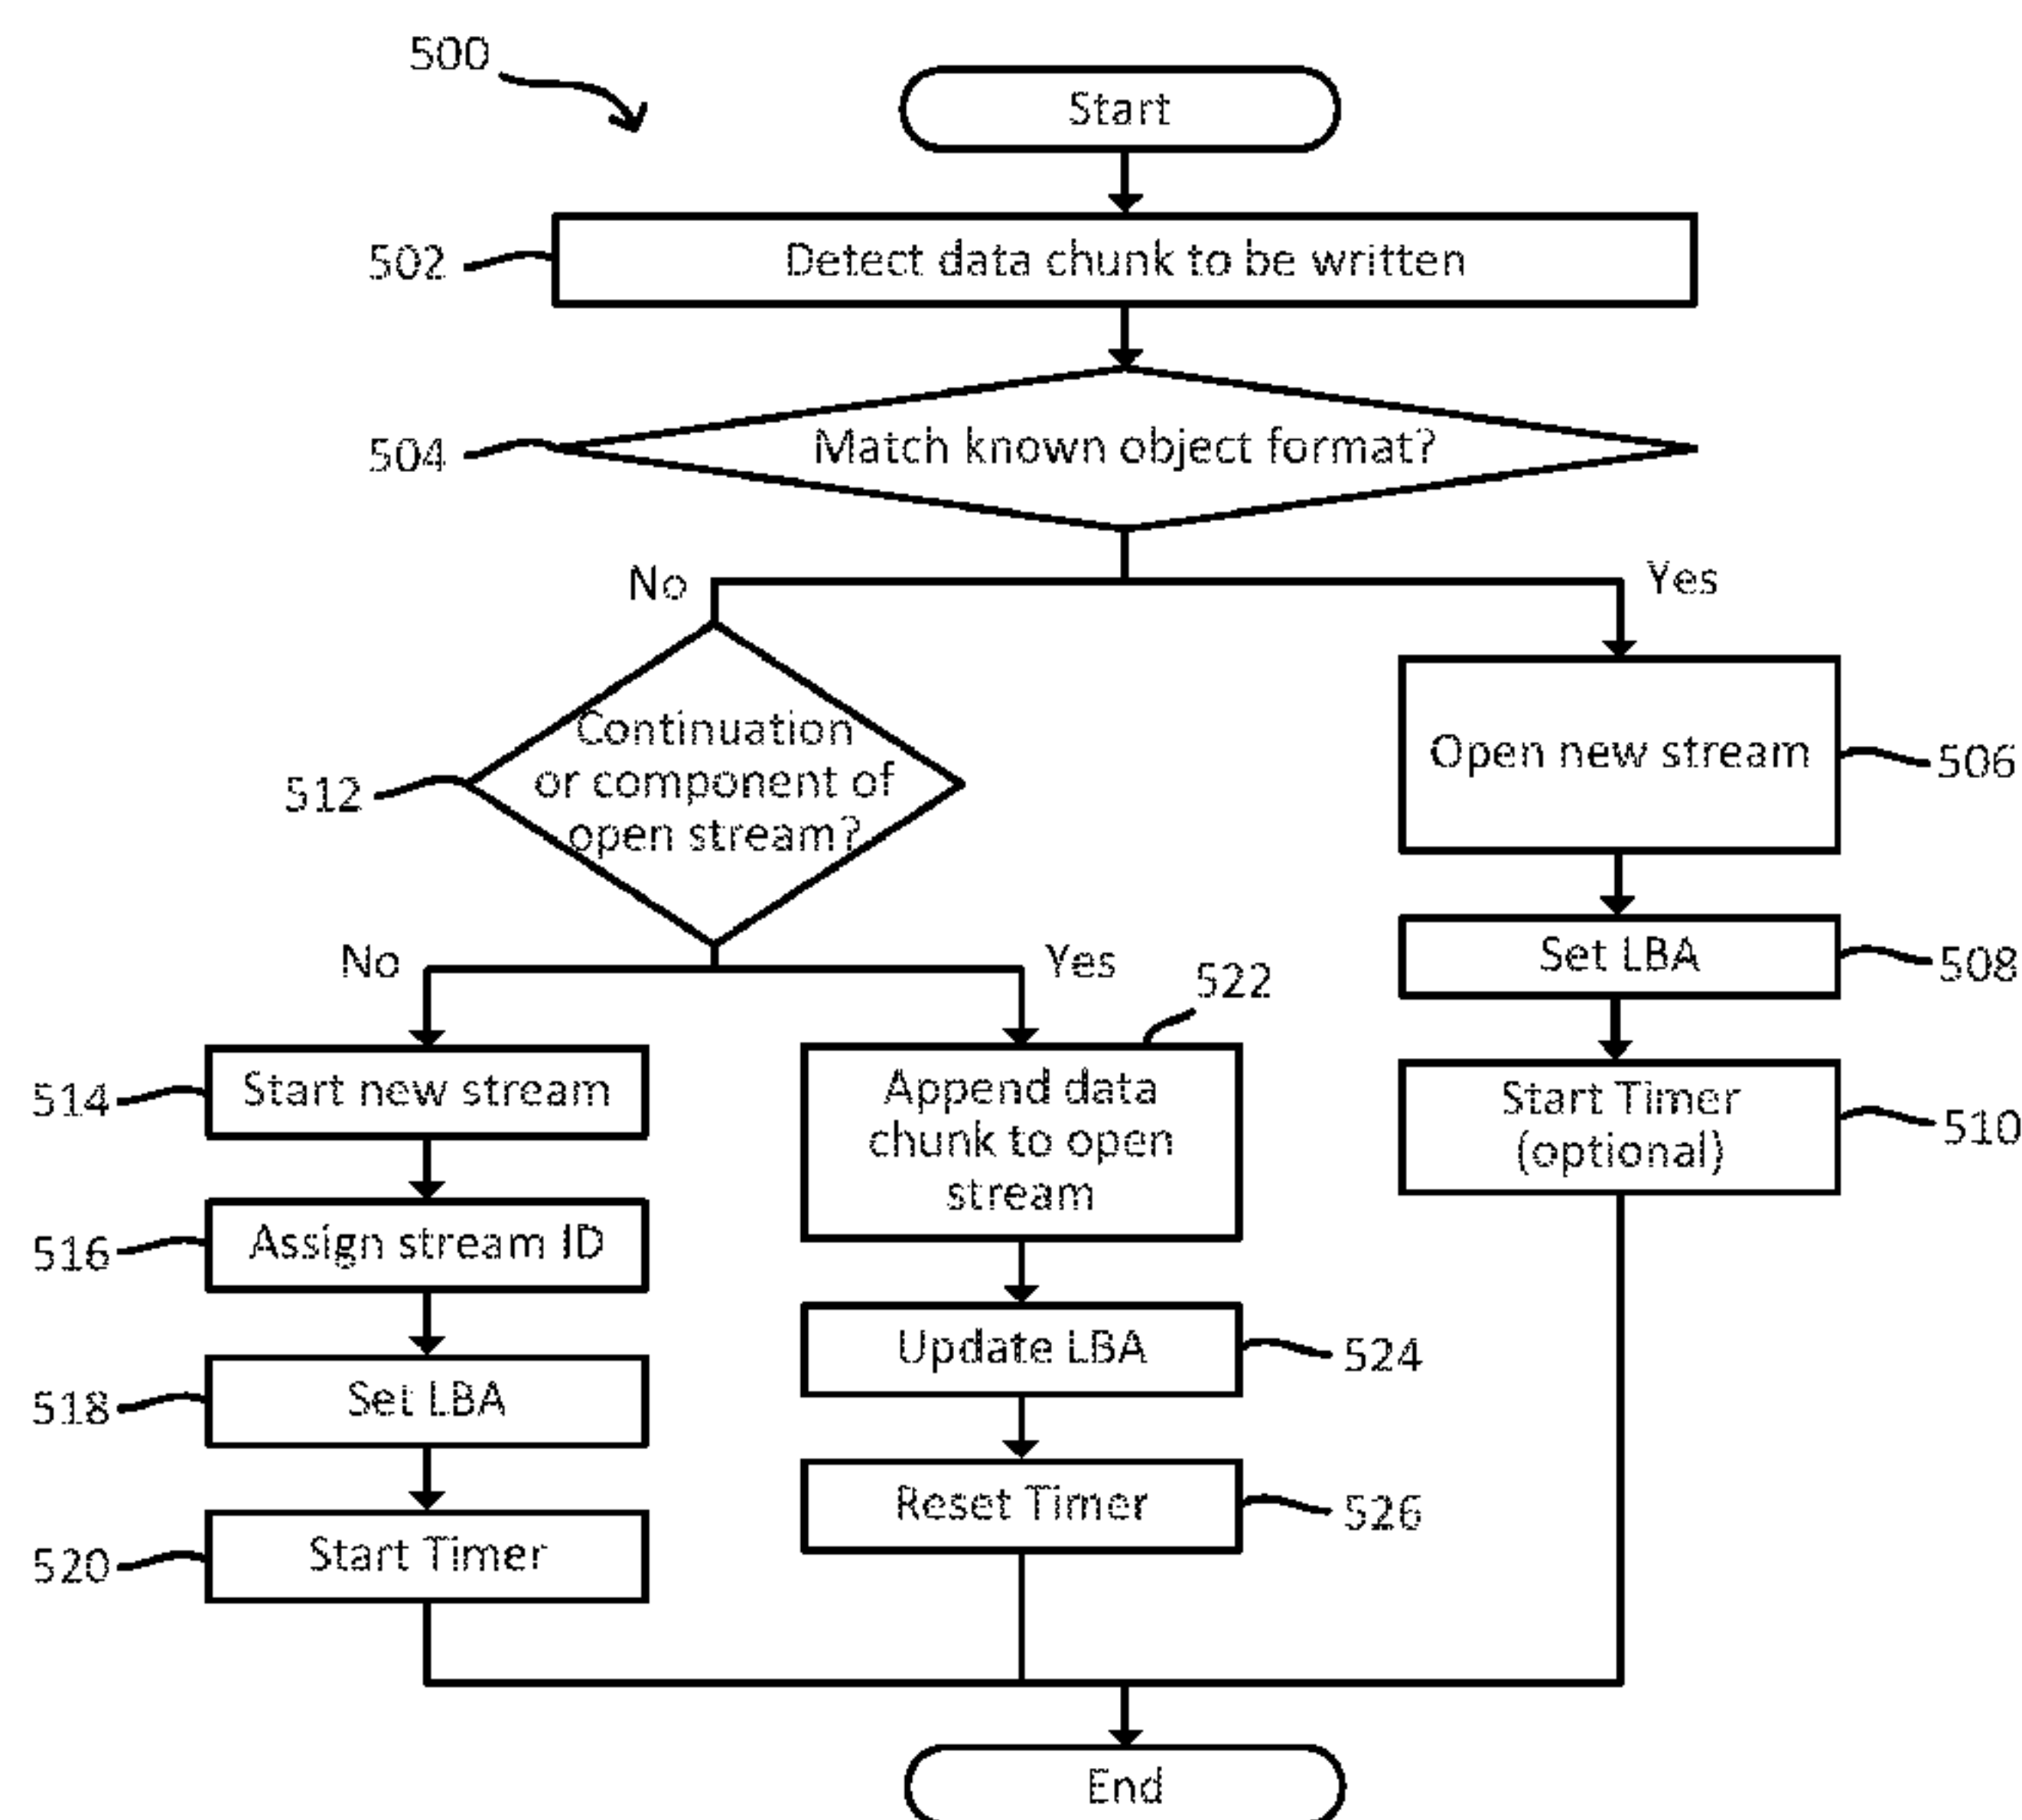 500
Start
502
Detect data chunk to be written
504
Match known object format?
No
Yes
512
Continuation
or component of
open stream?
Open new stream
506
Set LBA
508
Start Timer
(optional)
510
No
Yes
522
514
Start new stream
516
Assign stream ID
518
Set LBA
520
Start Timer
Append data
chunk to open
stream
Update LBA
524
Reset Timer
526
End